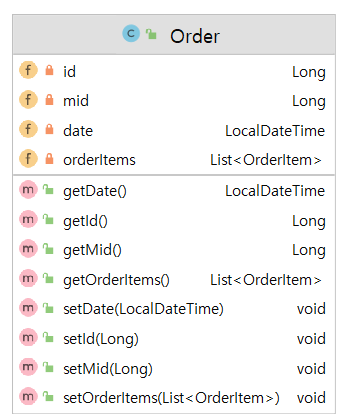 C Order
f id Long
f mid Long
f date LocalDateTime
f orderItems List<OrderItem>
m getDate() LocalDateTime
m getId() Long
m getMid() Long
m getOrderItems() List<OrderItem>
m setDate(LocalDateTime) void
m setId(Long) void
m setMid(Long) void
m setOrderItems(List<OrderItem>) void